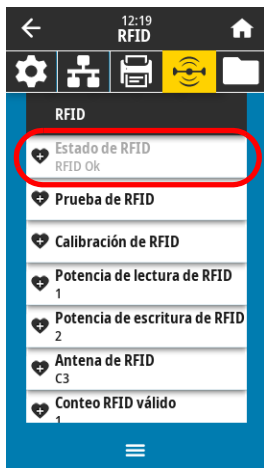 12:19
RFID
RFID
Estado de RFID
RFID Ok
Prueba de RFID
Calibración de RFID
Potencia de lectura de RFID
1
Potencia de escritura de RFID
2
Antena de RFID
C3
Conteo RFID válido
1